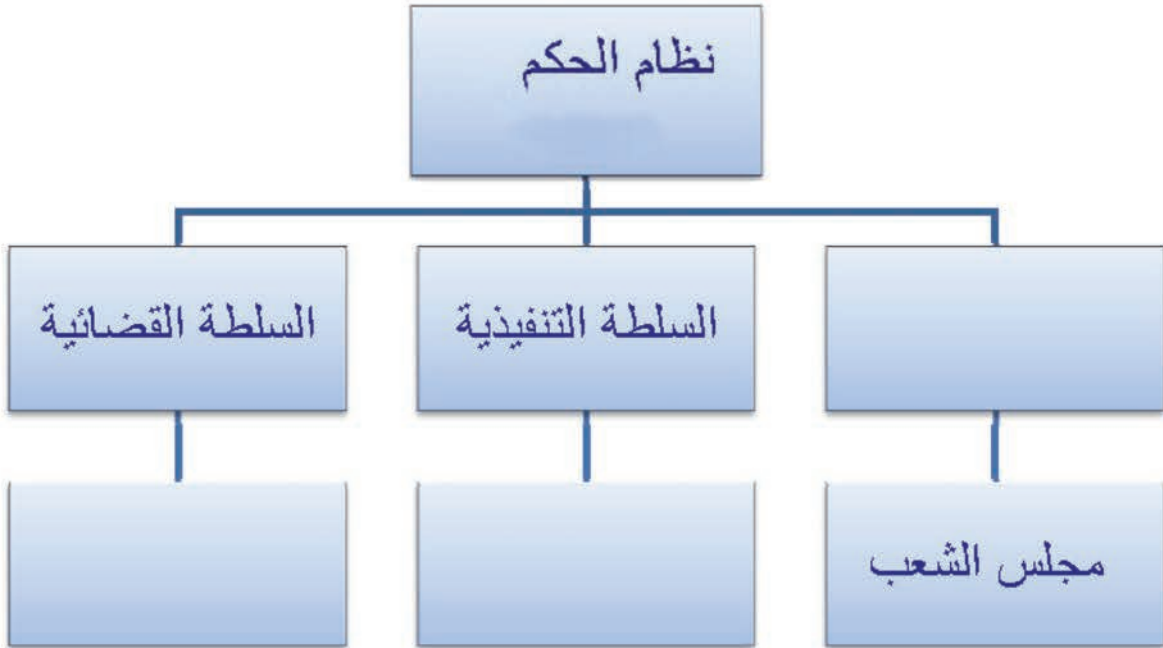 نظام الحكم
السلطة التنفيذية
السلطة القضائية
مجلس الشعب